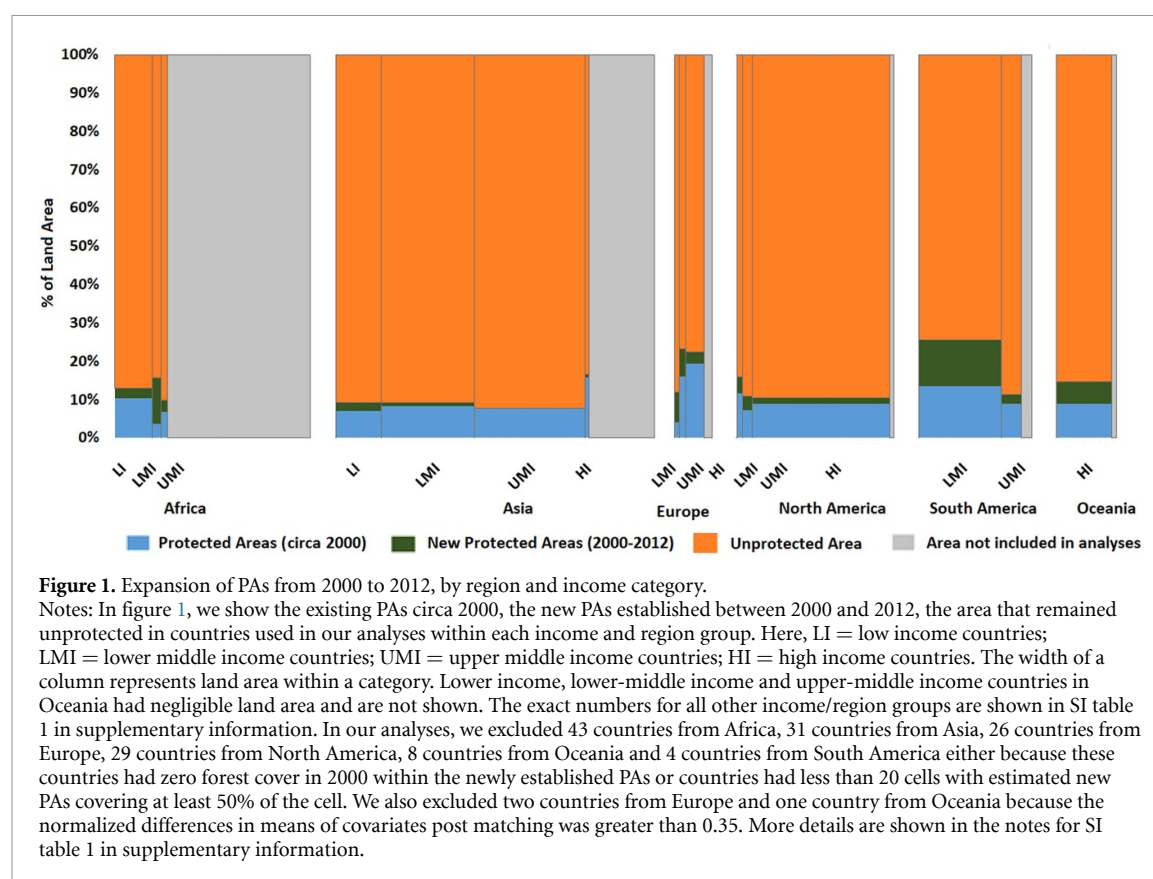 100%
90%
80%
70%
60%
50%
40%
30%
20%
10%
0%
% of Land Area
LI LMI UMI LI LMI UMI HI LMI UMI HI LMI UMI HI LMI UMI HI
Africa Asia Europe North America South America Oceania
Protected Areas (circa 2000) New Protected Areas (2000-2012) Unprotected Area Area not included in analyses
Figure 1. Expansion of PAs from 2000 to 2012, by region and income category.
Notes: In figure 1, we show the existing PAs circa 2000, the new PAs established between 2000 and 2012, the area that remained
unprotected in countries used in our analyses within each income and region group. Here, LI = low income countries;
LMI = lower middle income countries; UMI = upper middle income countries; HI = high income countries. The width of a
column represents land area within a category. Lower income, lower-middle income and upper-middle income countries in
Oceania had negligible land area and are not shown. The exact numbers for all other income/region groups are shown in SI table
1 in supplementary information. In our analyses, we excluded 43 countries from Africa, 31 countries from Asia, 26 countries from
Europe, 29 countries from North America, 8 countries from Oceania and 4 countries from South America either because these
countries had zero forest cover in 2000 within the newly established PAs or countries had less than 20 cells with estimated new
PAs covering at least 50% of the cell. We also excluded two countries from Europe and one country from Oceania because the
normalized differences in means of covariates post matching was greater than 0.35. More details are shown in the notes for SI
table 1 in supplementary information.